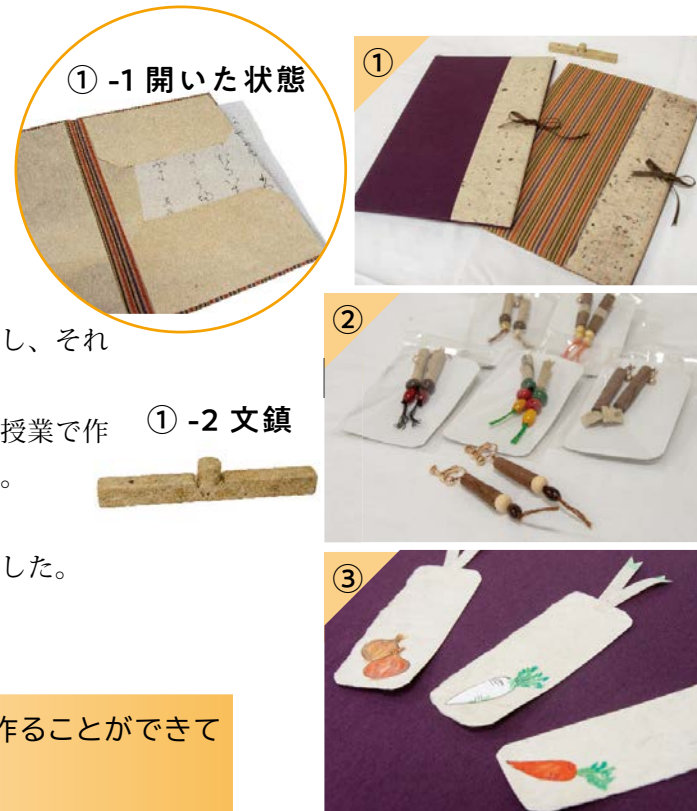 ① -1 開いた状態
①
し、それ
②
授業で作
① -2 文鎮
。
した。
③
作ることができて